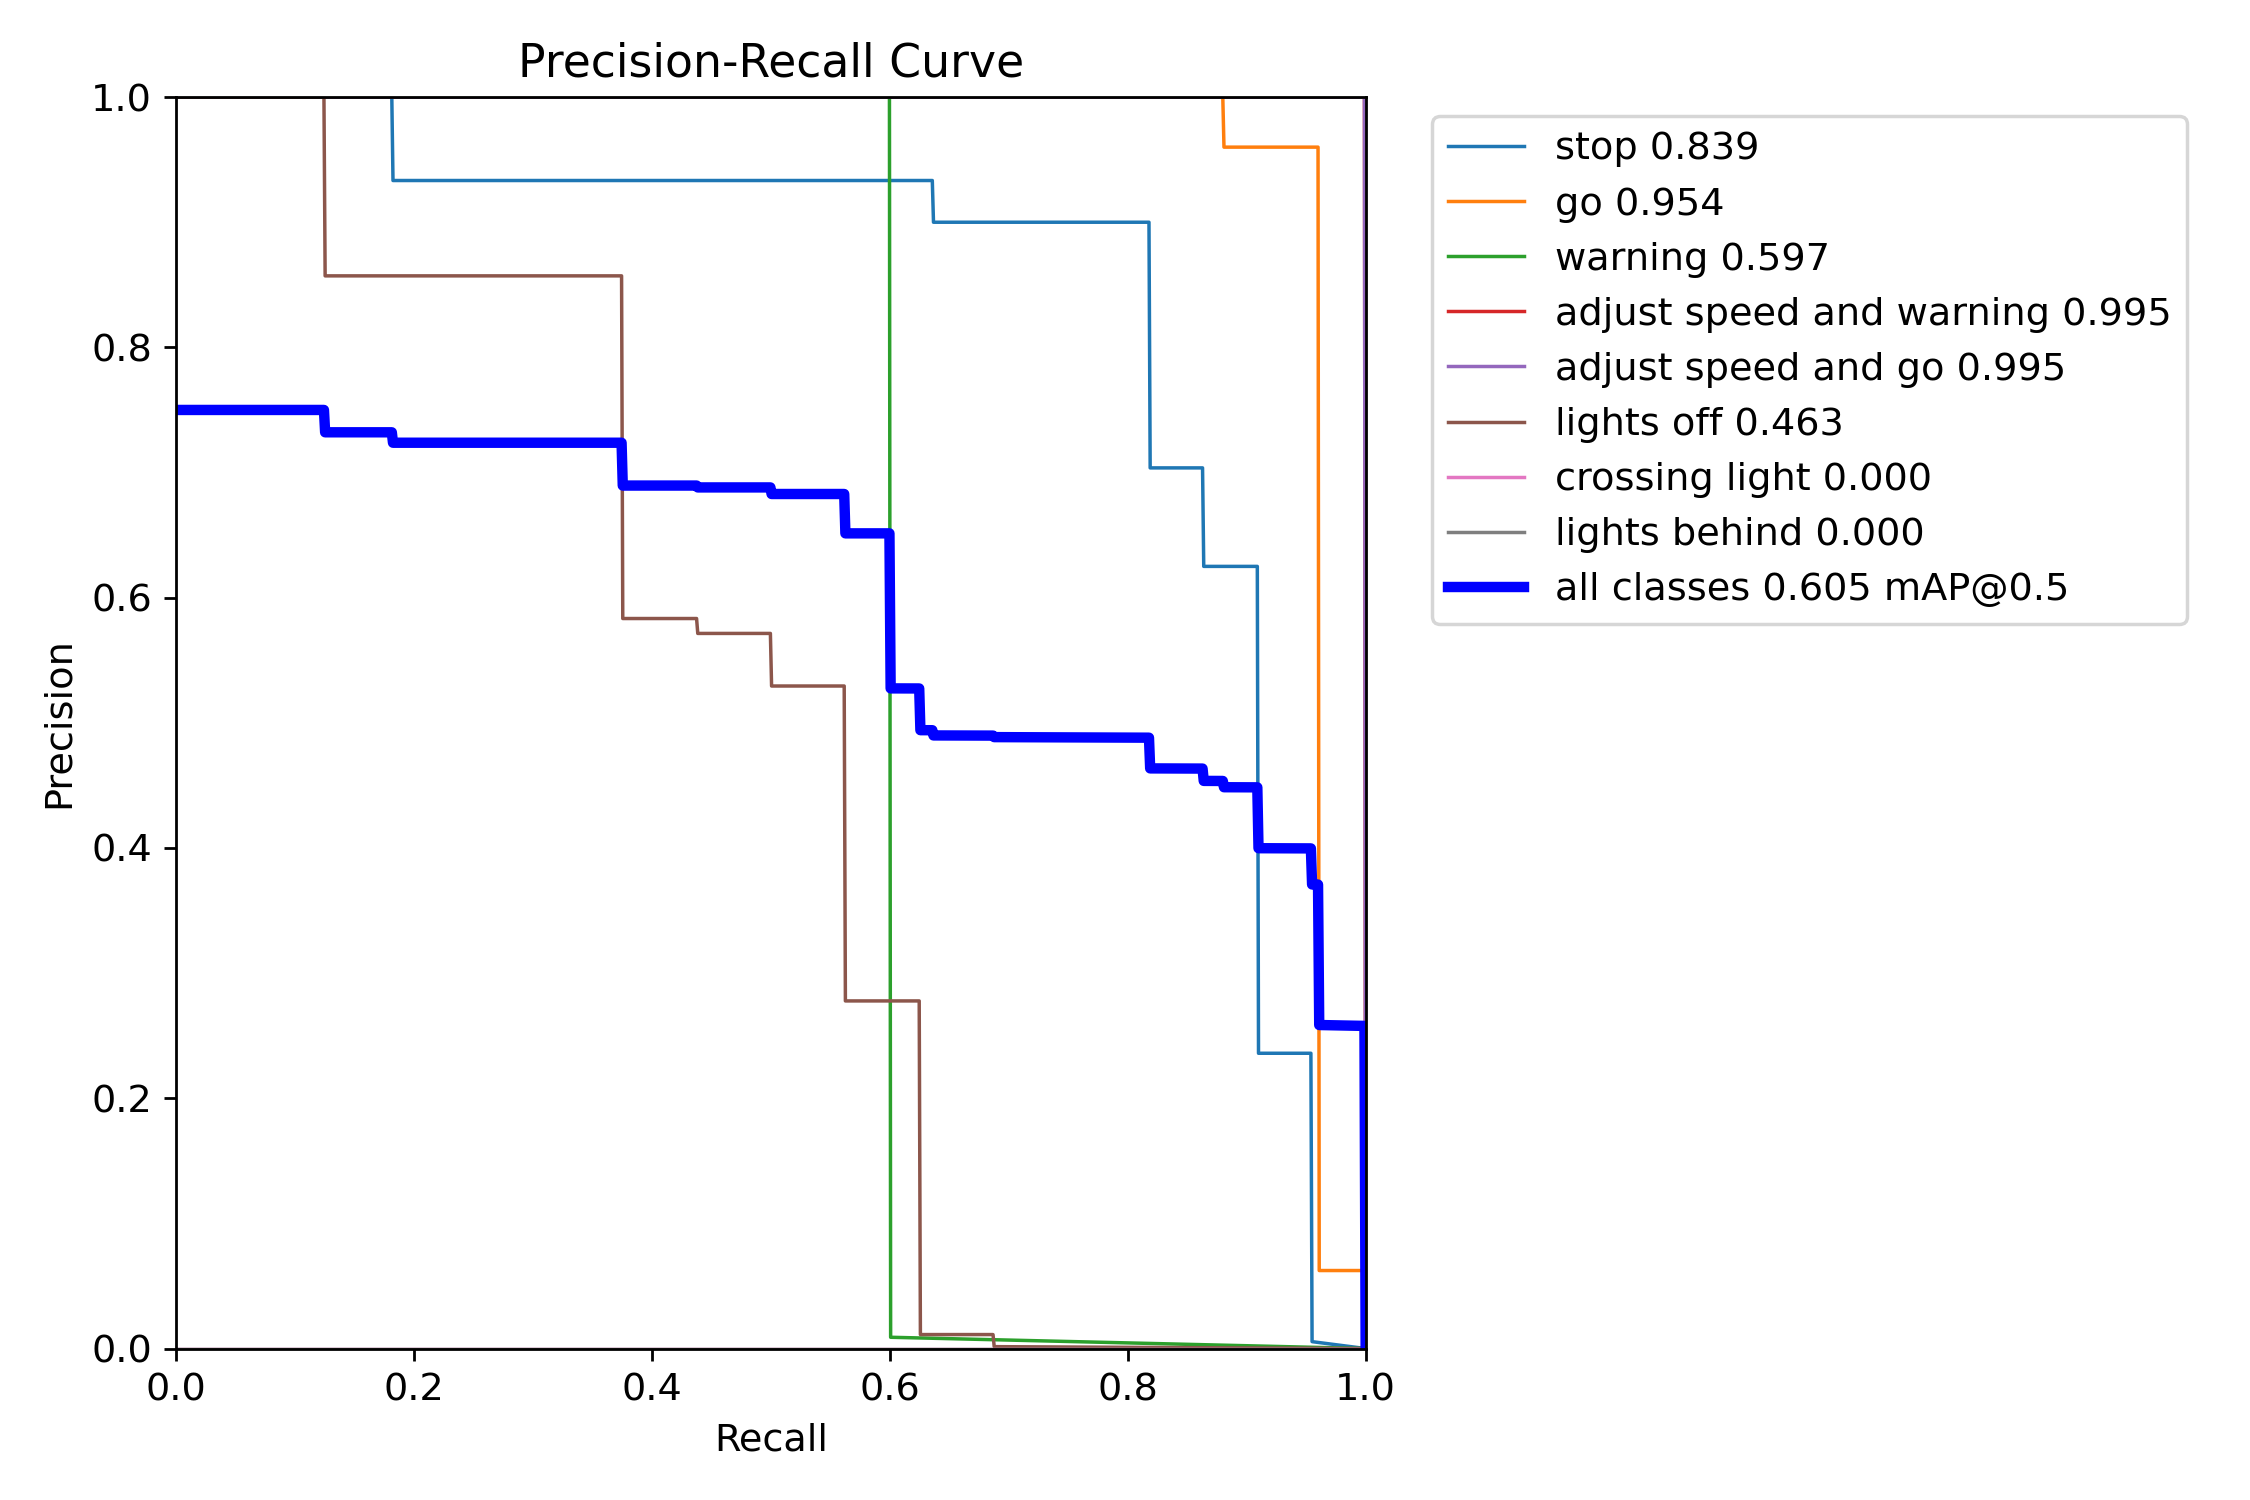 Precision-Recall Curve
1.0
0.8
0.6
0.4
0.2
0.0
Precision
0.0 0.2 0.4 0.6 0.8 1.0
Recall
stop 0.839
go 0.954
warning 0.597
adjust speed and warning 0.995
adjust speed and go 0.995
lights off 0.463
crossing light 0.000
lights behind 0.000
all classes 0.605 mAP@0.5